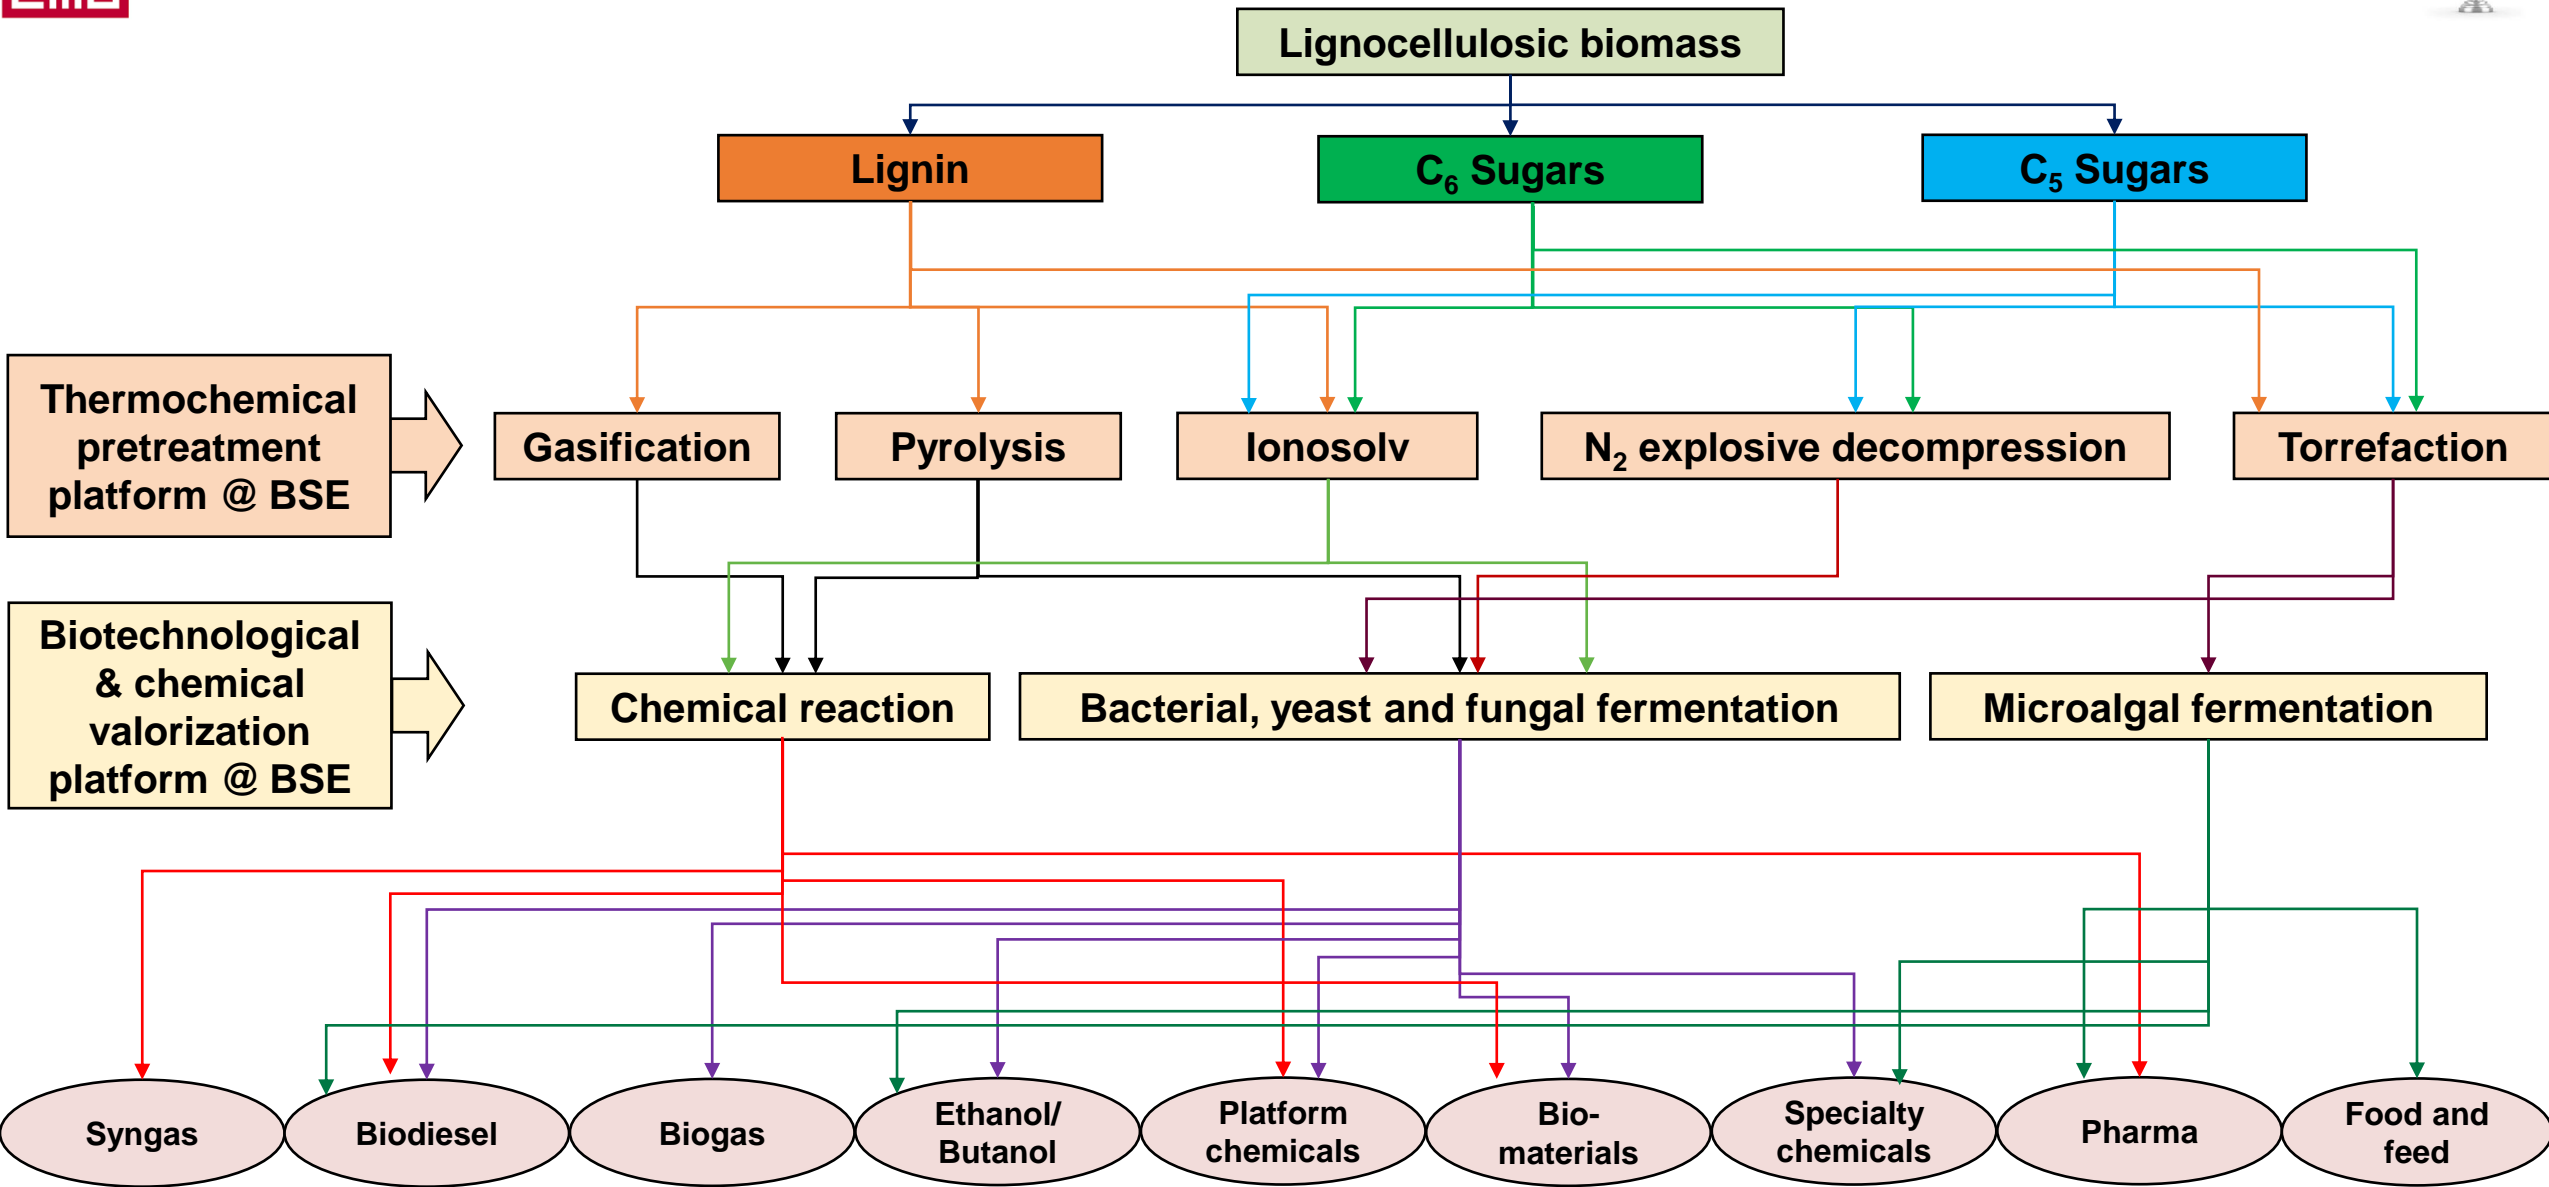 Lignocellulosic biomass
Lignin
C₆ Sugars
C₅ Sugars
Thermochemical
pretreatment
platform @ BSE
Gasification
Pyrolysis
Ionosolv
N₂ explosive decompression
Torrefaction
Biotechnological
& chemical
valorization
platform @ BSE
Chemical reaction
Bacterial, yeast and fungal fermentation
Microalgal fermentation
Syngas
Biodiesel
Biogas
Ethanol/
Butanol
Platform
chemicals
Bio-
materials
Specialty
chemicals
Pharma
Food and
feed